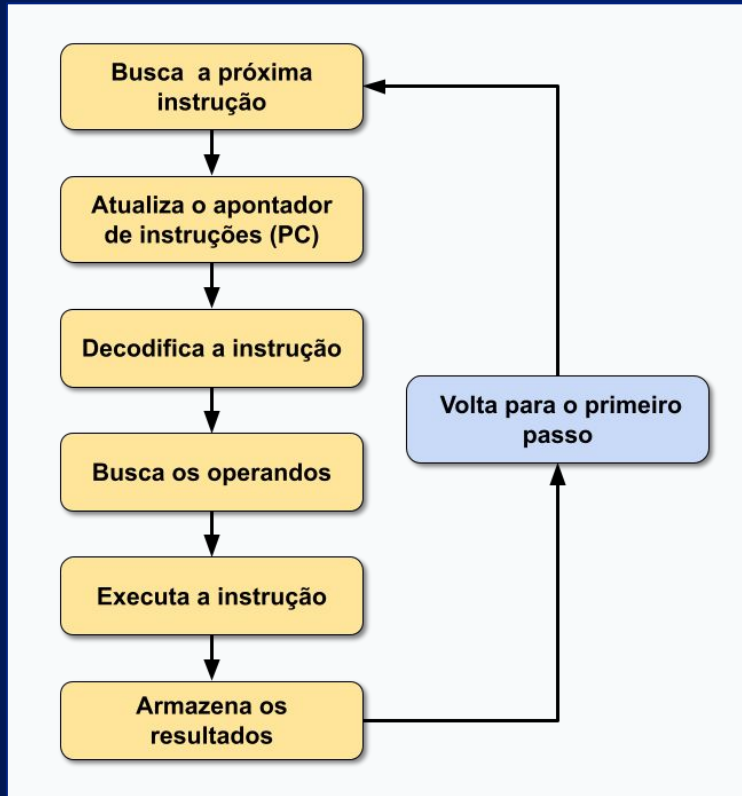 Busca a próxima
instrução
Atualiza o apontador
de instruções (PC)
Decodifica a instrução
Busca os operandos
Executa a instrução
Armazena os
resultados
Volta para o primeiro
passo